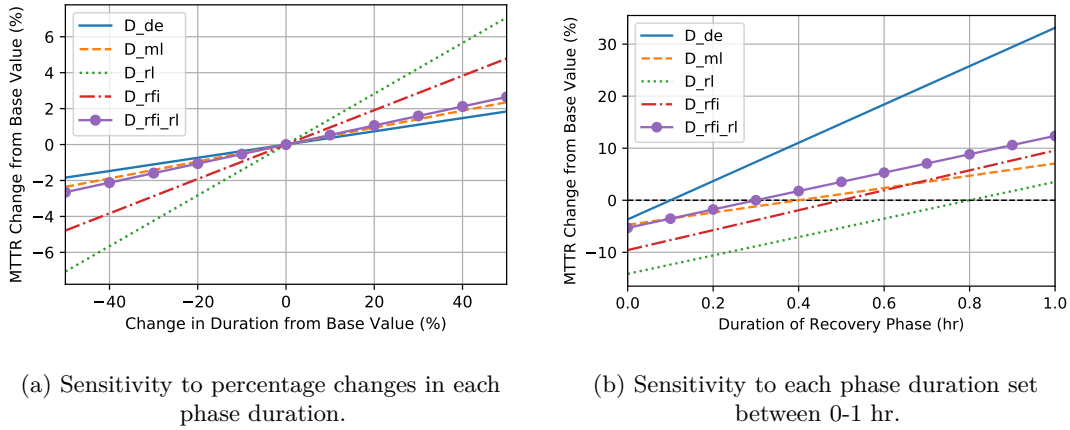 MTTR Change from Base Value (%)
6
4
2
0
−2
−4
−6
D_de
D_ml
D_rl
D_rfi
D_rfi_rl
−40
−20
0
20
40
Change in Duration from Base Value (%)
(a) Sensitivity to percentage changes in each
phase duration.
MTTR Change from Base Value (%)
30
20
10
0
−10
D_de
D_ml
D_rl
D_rfi
D_rfi_rl
0.0
0.2
0.4
0.6
0.8
1.0
Duration of Recovery Phase (hr)
(b) Sensitivity to each phase duration set
between 0-1 hr.